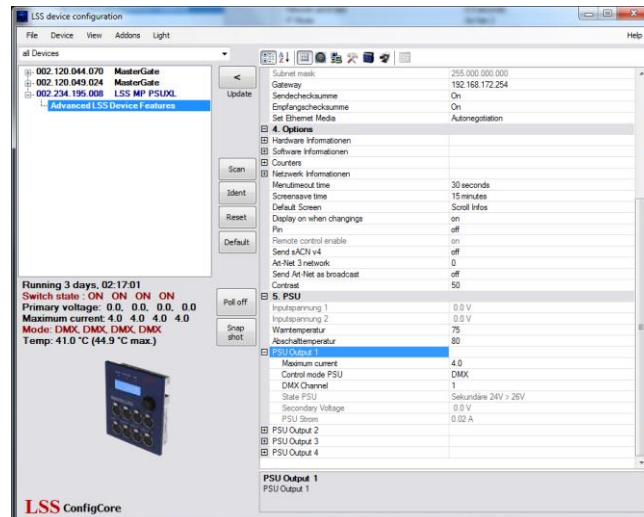 LSS device configuration
File Device View Addons Light Help
all Devices
002.120.044.070 MasterGate
002.120.049.024 MasterGate
002.234.195.008 LSS MP PSUXL
Advanced LSS Device Features
<
Update
Scan
Ident
Reset
Default
Poll off
Snap shot
Running 3 days, 02:17:01
Switch state : ON ON ON ON
Primary voltage: 0.0, 0.0, 0.0, 0.0
Maximum current: 4.0 4.0 4.0 4.0
Mode: DMX, DMX, DMX, DMX
Temp: 41.0 °C (44.9 °C max.)
LSS ConfigCore
Subnet mask 255.000.000.000
Gateway 192.168.172.254
Sendechecksumme On
Empfangschecksumme On
Set Ethernet Media Autonegotiation
4. Options
Hardware Informationen
Software Informationen
Counters
Netzwerk Informationen
Menutimeout time 30 seconds
Screensave time 15 minutes
Default Screen Scroll Infos
Display on when changings on
Pin off
Remote control enable on
Send sACN v4 off
Art-Net 3 network 0
Send Art-Net as broadcast off
Contrast 50
5. PSU
Inputspannung 1 0.0 V
Inputspannung 2 0.0 V
Warntemperatur 75
Abschalttemperatur 80
PSU Output 1
Maximum current 4.0
Control mode PSU DMX
DMX Channel 1
State PSU Sekundäre 24V > 26V
Secondary Voltage 0.0 V
PSU Strom 0.02 A
PSU Output 2
PSU Output 3
PSU Output 4
PSU Output 1
PSU Output 1